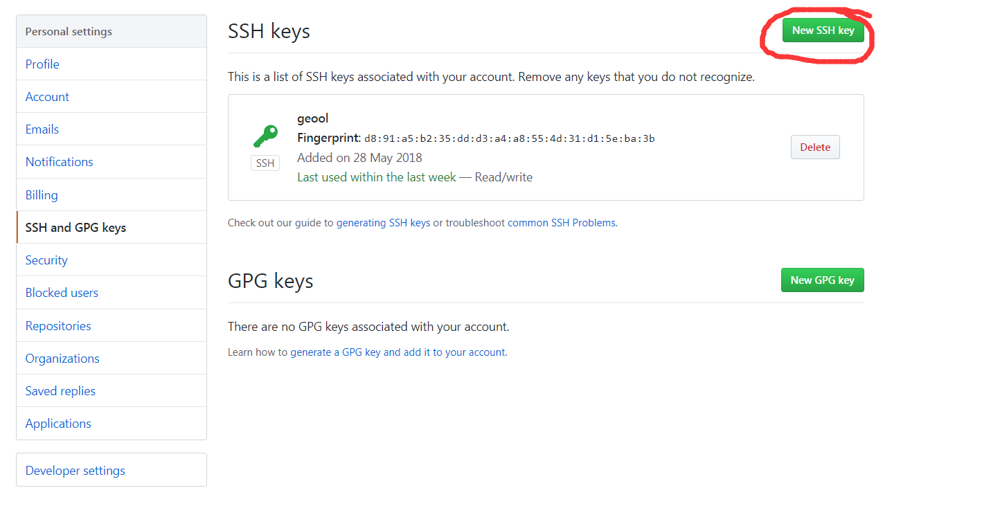 Personal settings
Profile
Account
Emails
Notifications
Billing
SSH and GPG keys
Security
Blocked users
Repositories
Organizations
Saved replies
Applications
Developer settings
SSH keys
New SSH key
This is a list of SSH keys associated with your account. Remove any keys that you do not recognize.
geool
Fingerprint: d8:91:a5:b2:35:dd:d3:a4:a8:55:4d:31:d1:5e:ba:3b
Added on 28 May 2018
Last used within the last week — Read/write
SSH
Delete
Check out our guide to generating SSH keys or troubleshoot common SSH Problems.
GPG keys
New GPG key
There are no GPG keys associated with your account.
Learn how to generate a GPG key and add it to your account.